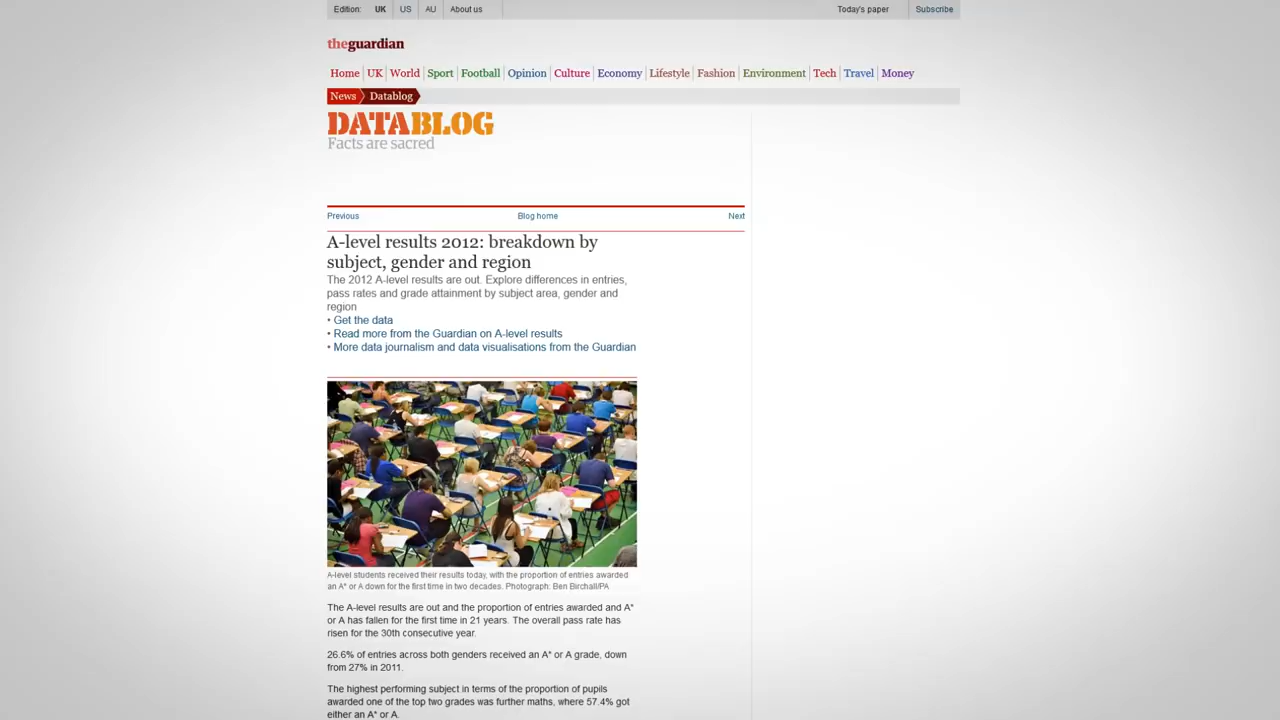 Edition: UK US AU About us Today's paper Subscribe
theguardian
Home UK World Sport Football Opinion Culture Economy Lifestyle Fashion Environment Tech Travel Money
News Datablog
DATABLOG
Facts are sacred
Previous Blog home Next
A-level results 2012: breakdown by
subject, gender and region
The 2012 A-level results are out. Explore differences in entries,
pass rates and grade attainment by subject area, gender and
region
• Get the data
• Read more from the Guardian on A-level results
• More data journalism and data visualisations from the Guardian
A-level students received their results today, with the proportion of entries awarded
an A* or A down for the first time in two decades. Photograph: Ben Birchall/PA
The A-level results are out and the proportion of entries awarded and A*
or A has fallen for the first time in 21 years. The overall pass rate has
risen for the 30th consecutive year.
26.6% of entries across both genders received an A* or A grade, down
from 27% in 2011.
The highest performing subject in terms of the proportion of pupils
awarded one of the top two grades was further maths, where 57.4% got
either an A* or A.